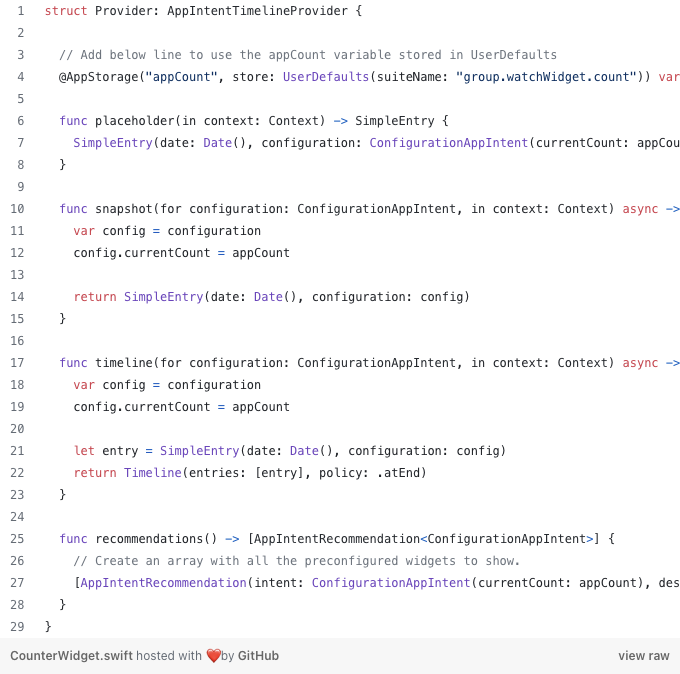 1 struct Provider: AppIntentTimelineProvider {
2
3 // Add below line to use the appCount variable stored in UserDefaults
4 @AppStorage("appCount", store: UserDefaults(suiteName: "group.watchWidget.count")) var
5
6 func placeholder(in context: Context) -> SimpleEntry {
7 SimpleEntry(date: Date(), configuration: ConfigurationAppIntent(currentCount: appCou
8 }
9
10 func snapshot(for configuration: ConfigurationAppIntent, in context: Context) async ->
11 var config = configuration
12 config.currentCount = appCount
13
14 return SimpleEntry(date: Date(), configuration: config)
15 }
16
17 func timeline(for configuration: ConfigurationAppIntent, in context: Context) async ->
18 var config = configuration
19 config.currentCount = appCount
20
21 let entry = SimpleEntry(date: Date(), configuration: config)
22 return Timeline(entries: [entry], policy: .atEnd)
23 }
24
25 func recommendations() -> [AppIntentRecommendation<ConfigurationAppIntent>] {
26 // Create an array with all the preconfigured widgets to show.
27 [AppIntentRecommendation(intent: ConfigurationAppIntent(currentCount: appCount), des
28 }
29 }
CounterWidget.swift hosted with ❤ by GitHub view raw